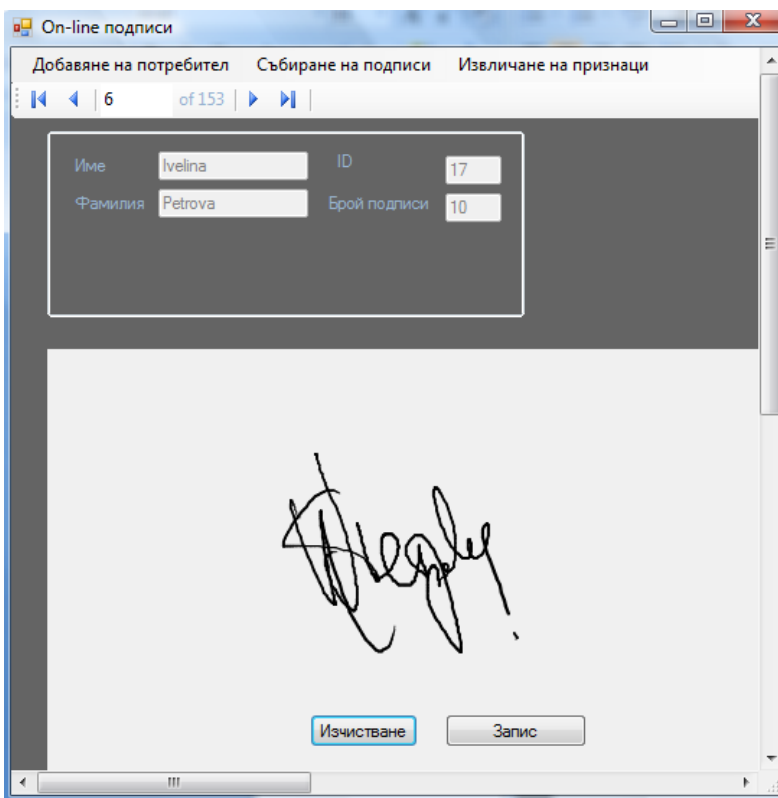 On-line подписи
Добавяне на потребител Събиране на подписи Извличане на признаци
6 of 153
Име Ivelina ID 17
Фамилия Petrova Брой подписи 10
Изчистване Запис